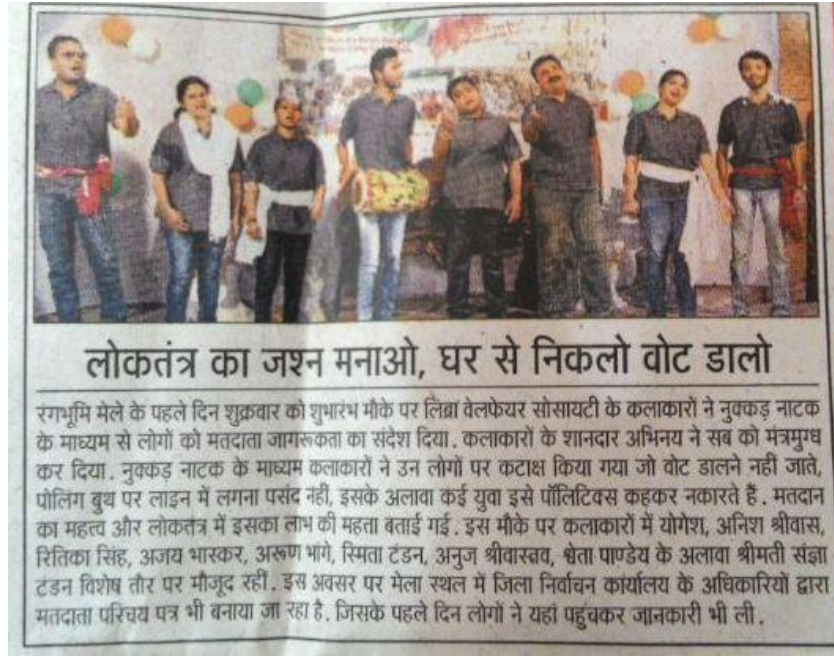 लोकतंत्र का जश्न मनाओ, घर से निकलो वोट डालो
रंगभूमि मेले के पहले दिन शुक्रवार को शुभारंभ मौके पर लिब्रा वेलफेयर सोसायटी के कलाकारों ने नुक्कड़ नाटक
के माध्यम से लोगों को मतदाता जागरूकता का संदेश दिया. कलाकारों के शानदार अभिनय ने सब को मंत्रमुग्ध
कर दिया. नुक्कड़ नाटक के माध्यम कलाकारों ने उन लोगों पर कटाक्ष किया गया जो वोट डालने नहीं जाते,
पोलिंग बुथ पर लाइन में लगना पसंद नहीं, इसके अलावा कई युवा इसे पॉलिटिक्स कहकर नकारते हैं. मतदान
का महत्व और लोकतंत्र में इसका लाभ की महता बताई गई. इस मौके पर कलाकारों में योगेश, अनिश श्रीवास,
रितिका सिंह, अजय भास्कर, अरूण भांगे, स्मिता टंडन, अनुज श्रीवास्तव, श्वेता पाण्डेय के अलावा श्रीमती संज्ञा
टंडन विशेष तौर पर मौजूद रहीं. इस अवसर पर मेला स्थल में जिला निर्वाचन कार्यालय के अधिकारियों द्वारा
मतदाता परिचय पत्र भी बनाया जा रहा है. जिसके पहले दिन लोगों ने यहां पहुंचकर जानकारी भी ली.